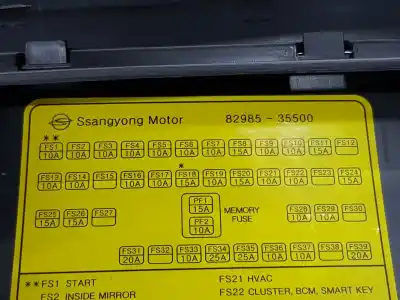 Ssangyong Motor 82985 - 35500
**
FS1 FS2 FS3 FS4 FS5 FS6 FS7 FS8 FS9 FS10 FS11 FS12
10A 10A 10A 10A 10A 10A 10A 15A 10A 10A 15A
*
FS13 FS14 FS15 FS16 FS17 FS18 FS19 FS20 FS21 FS22 FS23 FS24
10A 10A 10A 10A 15A 10A 10A 10A 10A 15A
PF1
15A
MEMORY
FUSE
PF2
10A
FS25 FS26 FS27 FS28 FS29 FS30
15A 15A 10A 10A
FS31 FS32 FS33 FS34 FS35 FS36 FS37 FS38 FS39
20A 10A 25A 25A 10A 10A 20A
**FS1 START FS21 HVAC
FS2 INSIDE MIRROR FS22 CLUSTER, BCM, SMART KEY